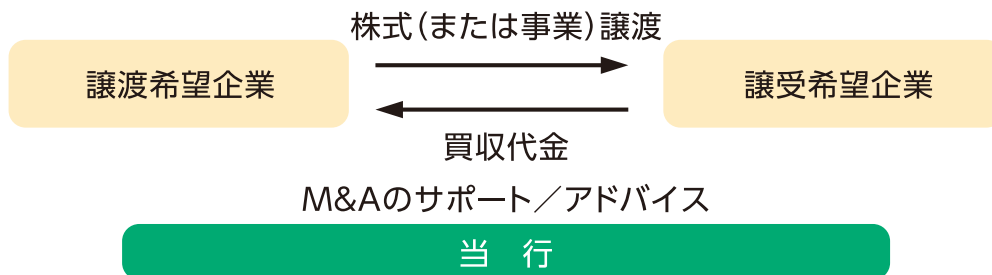 株式（または事業）譲渡
譲渡希望企業
譲受希望企業
買収代金
M&Aのサポート／アドバイス
当　行